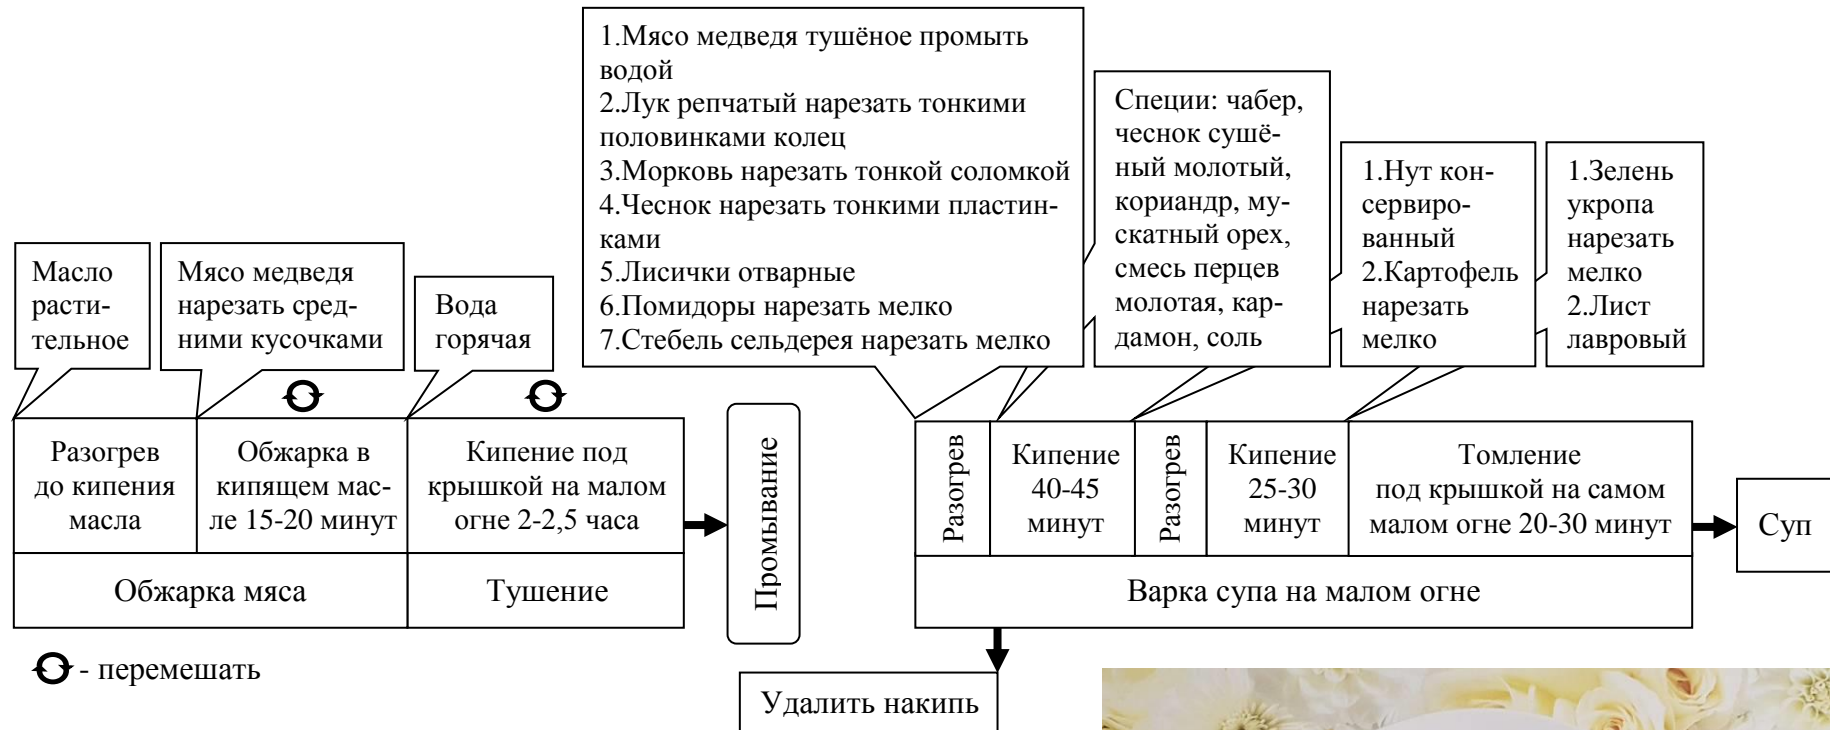 Масло
расти-
тельное
Мясо медведя
нарезать сред-
ними кусочками
Вода
горячая
1.Мясо медведя тушёное промыть
водой
2.Лук репчатый нарезать тонкими
половинками колец
3.Морковь нарезать тонкой соломкой
4.Чеснок нарезать тонкими пластин-
ками
5.Лисички отварные
6.Помидоры нарезать мелко
7.Стебель сельдерея нарезать мелко
Специи: чабер,
чеснок сушё-
ный молотый,
кориандр, му-
скатный орех,
смесь перцев
молотая, кар-
дамон, соль
1.Нут кон-
сервиро-
ванный
2.Картофель
нарезать
мелко
1.Зелень
укропа
нарезать
мелко
2.Лист
лавровый
Разогрев
до кипения
масла
Обжарка в
кипящем мас-
ле 15-20 минут
Кипение под
крышкой на малом
огне 2-2,5 часа
Обжарка мяса
Тушение
Промывание
Разогрев
Кипение
40-45
минут
Разогрев
Кипение
25-30
минут
Томление
под крышкой на самом
малом огне 20-30 минут
Варка супа на малом огне
Суп
- перемешать
Удалить накипь